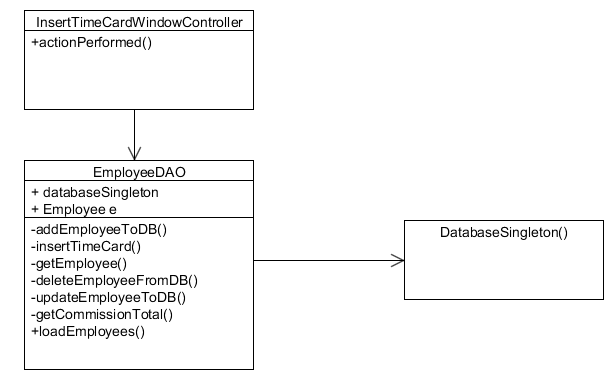 InsertTimeCardWindowController
+actionPerformed()
EmployeeDAO
+ databaseSingleton
+ Employee e
-addEmployeeToDB()
-insertTimeCard()
-getEmployee()
-deleteEmployeeFromDB()
-updateEmployeeToDB()
-getCommissionTotal()
+loadEmployees()
DatabaseSingleton()